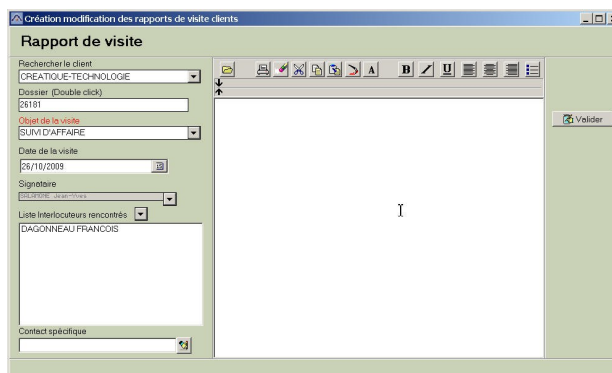 Création modification des rapports de visite clients
Rapport de visite
Rechercher le client
CREATIQUE-TECHNOLOGIE
Dossier (Double click)
26181
Objet de la visite
SUIVI D'AFFAIRE
Date de la visite
26/10/2009
Signataire
Liste Interlocuteurs rencontrés
DAGONNEAU FRANCOIS
Contact spécifique
A B I U
Valider